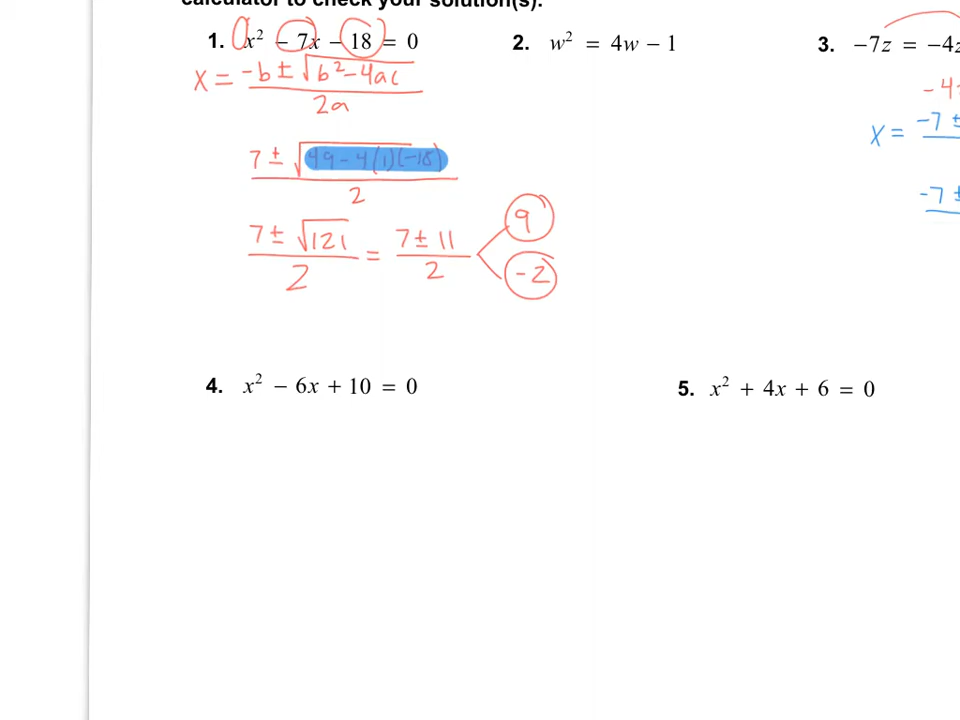 calculator to check your solution(s).
1. x² − 7x − 18 = 0
2. w² = 4w − 1
3. −7z = −4z
x = -b ± √b² − 4ac
2a
− 4z
x = −7 ±
7 ± √49 − 4(1)(−18)
2
−7 ±
7 ± √121 = 7 ± 11
2 2
9
−2
4. x² − 6x + 10 = 0
5. x² + 4x + 6 = 0